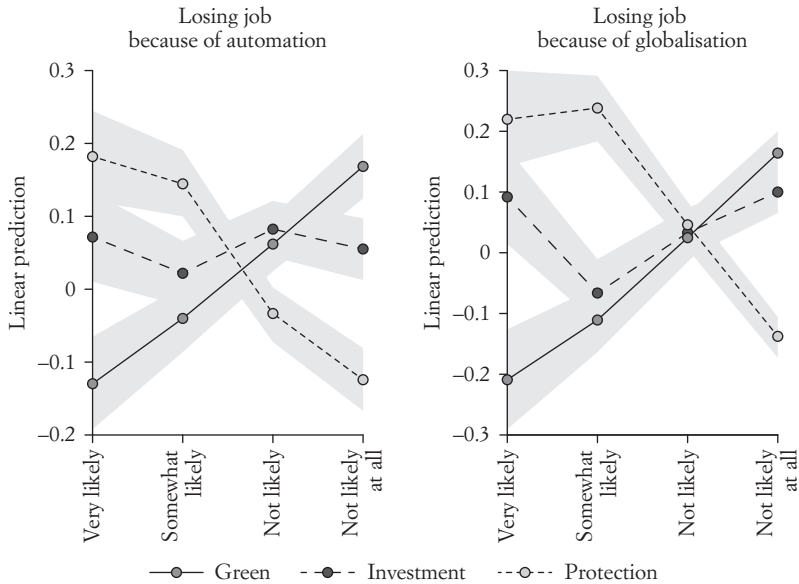 Losing job
because of automation
Losing job
because of globalisation
Linear prediction
0.3
0.2
0.1
0
–0.1
–0.2
Very likely
Somewhat
likely
Not likely
Not likely
at all
Linear prediction
0.3
0.2
0.1
0
–0.1
–0.2
–0.3
Very likely
Somewhat
likely
Not likely
Not likely
at all
Green
Investment
Protection